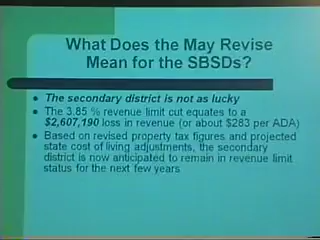 What Does the May Revise
Mean for the SBSDs?
The secondary district is not as lucky
The 3.85 % revenue limit cut equates to a
$2,607,190 loss in revenue (or about $283 per ADA)
Based on revised property tax figures and projected
state cost of living adjustments, the secondary
district is now anticipated to remain in revenue limit
status for the next few years